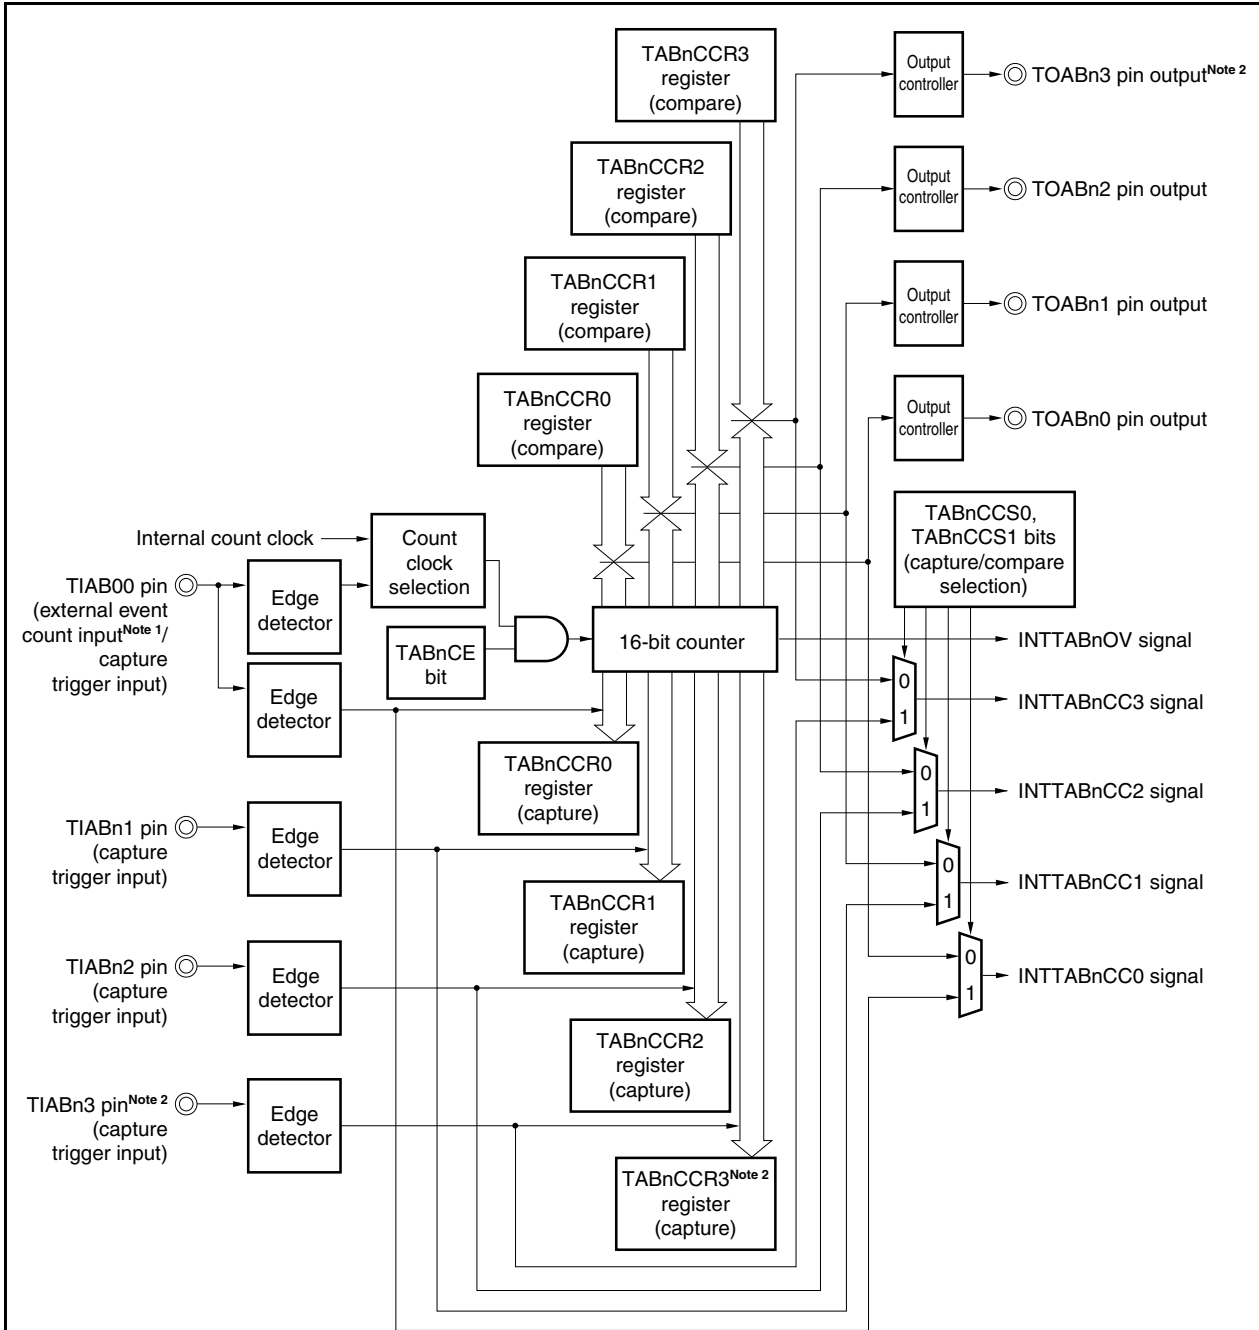 TABnCCR3
register
(compare)
Output
controller
TOABn3 pin output Note 2
TABnCCR2
register
(compare)
Output
controller
TOABn2 pin output
TABnCCR1
register
(compare)
Output
controller
TOABn1 pin output
TABnCCR0
register
(compare)
Output
controller
TOABn0 pin output
TABnCCS0,
TABnCCS1 bits
(capture/compare
selection)
Internal count clock
Count
clock
selection
TIAB00 pin
(external event
count input Note 1/
capture
trigger input)
Edge
detector
TABnCE
bit
16-bit counter
INTTABnOV signal
Edge
detector
0
1
INTTABnCC3 signal
TABnCCR0
register
(capture)
0
1
INTTABnCC2 signal
TIABn1 pin
(capture
trigger input)
Edge
detector
0
1
INTTABnCC1 signal
TABnCCR1
register
(capture)
TIABn2 pin
(capture
trigger input)
Edge
detector
0
1
INTTABnCC0 signal
TABnCCR2
register
(capture)
TIABn3 pin Note 2
(capture
trigger input)
Edge
detector
TABnCCR3 Note 2
register
(capture)